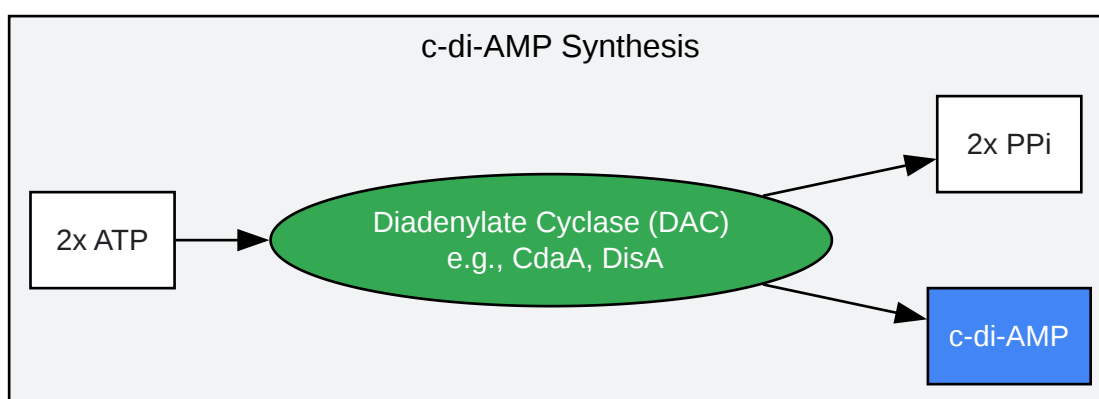 c-di-AMP Synthesis
2x ATP
Diadenylate Cyclase (DAC)
e.g., CdaA, DisA
2x PPi
c-di-AMP